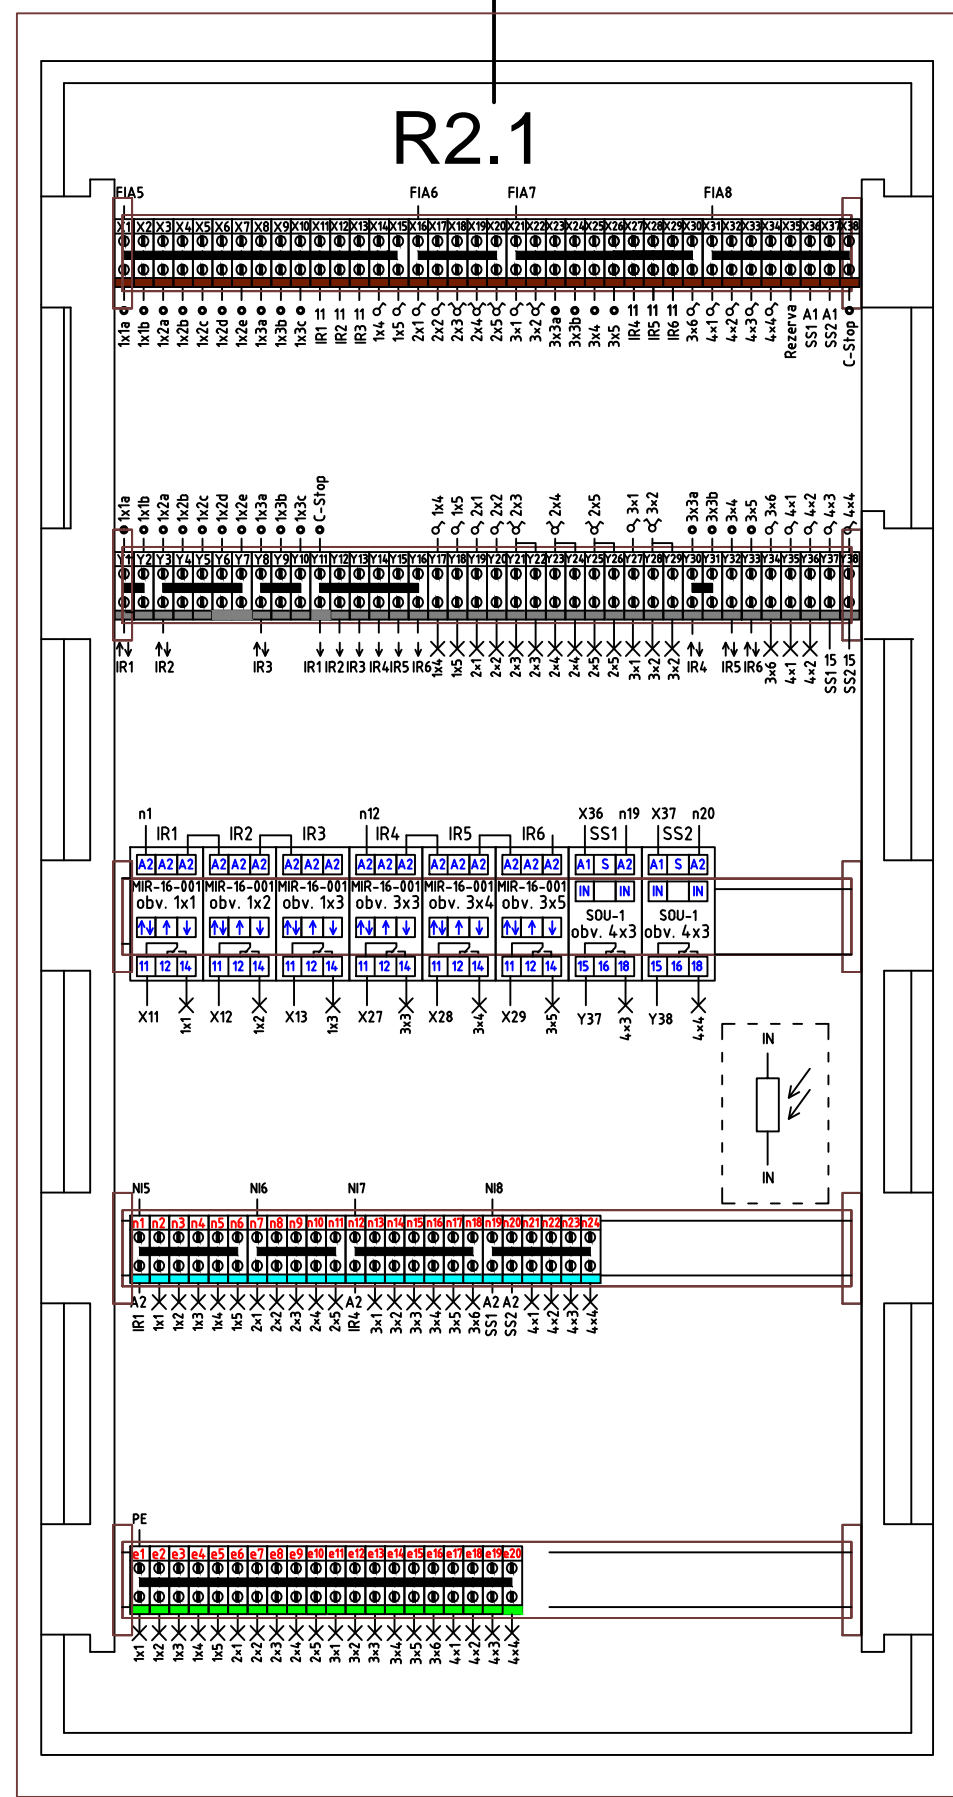 R2.1
FIA5 FIA6 FIA7 FIA8
X1 X2 X3 X4 X5 X6 X7 X8 X9 X10 X11 X12 X13 X14 X15 X16 X17 X18 X19 X20 X21 X22 X23 X24 X25 X26 X27 X28 X29 X30 X31 X32 X33 X34 X35 X36 X37 X38
1x1a 1x1b 1x2a 1x2b 1x2c 1x2d 1x2e 1x3a 1x3b 1x3c IR1 11 IR2 11 IR3 11 1x4 1x5 2x1 2x2 2x3 2x4 2x5 3x1 3x2 3x3a 3x3b 3x4 3x5 IR4 11 IR5 11 IR6 11 3x6 4x1 4x2 4x3 4x4 Rezerva SS1 A1 SS2 A1 C-Stop
1x1a 1x1b 1x2a 1x2b 1x2c 1x2d 1x2e 1x3a 1x3b 1x3c C-Stop 1x4 1x5 2x1 2x2 2x3 2x4 2x5 3x1 3x2 3x3a 3x3b 3x4 3x5 3x6 4x1 4x2 4x3 4x4
Y1 Y2 Y3 Y4 Y5 Y6 Y7 Y8 Y9 Y10 Y11 Y12 Y13 Y14 Y15 Y16 Y17 Y18 Y19 Y20 Y21 Y22 Y23 Y24 Y25 Y26 Y27 Y28 Y29 Y30 Y31 Y32 Y33 Y34 Y35 Y36 Y37 Y38
IR1 IR2 IR3 IR1 IR2 IR3 IR4 IR5 IR6 1x4 1x5 2x1 2x2 2x3 2x3 2x4 2x4 2x5 2x5 3x1 3x2 3x2 IR4 IR5 IR6 3x6 4x1 4x2 SS1 15 SS2 15
n1 n12 X36 n19 X37 n20
IR1 IR2 IR3 IR4 IR5 IR6 SS1 SS2
A2 A2 A2 A2 A2 A2 A2 A2 A2 A2 A2 A2 A2 A2 A2 A2 A2 A2 A1 S A2 A1 S A2
MIR-16-001 MIR-16-001 MIR-16-001 MIR-16-001 MIR-16-001 MIR-16-001 IN IN IN IN
obv. 1x1 obv. 1x2 obv. 1x3 obv. 3x3 obv. 3x4 obv. 3x5
SOU-1 SOU-1
obv. 4x3 obv. 4x3
11 12 14 11 12 14 11 12 14 11 12 14 11 12 14 11 12 14 15 16 18 15 16 18
X11 1x1 X12 1x2 X13 1x3 X27 3x3 X28 3x4 X29 3x5 Y37 4x3 Y38 4x4
IN
IN
NI5 NI6 NI7 NI8
n1 n2 n3 n4 n5 n6 n7 n8 n9 n10 n11 n12 n13 n14 n15 n16 n17 n18 n19 n20 n21 n22 n23 n24
IR1 A2 1x1 1x2 1x3 1x4 1x5 2x1 2x2 2x3 2x4 2x5 IR4 A2 3x1 3x2 3x3 3x4 3x5 3x6 SS1 A2 SS2 A2 4x1 4x2 4x3 4x4
PE
e1 e2 e3 e4 e5 e6 e7 e8 e9 e10 e11 e12 e13 e14 e15 e16 e17 e18 e19 e20
1x1 1x2 1x3 1x4 1x5 2x1 2x2 2x3 2x4 2x5 3x1 3x2 3x3 3x4 3x5 3x6 4x1 4x2 4x3 4x4